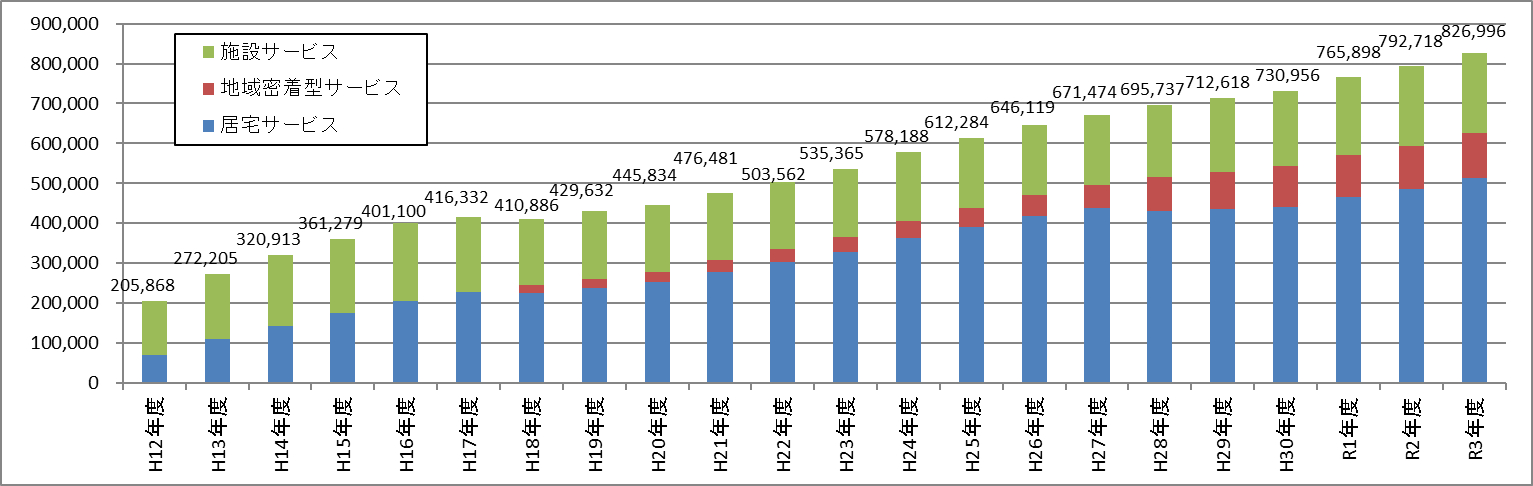 900,000
800,000
700,000
600,000
500,000
400,000
300,000
200,000
100,000
0
施設サービス
地域密着型サービス
居宅サービス
205,868
272,205
320,913
361,279
401,100
416,332
410,886
429,632
445,834
476,481
503,562
535,365
578,188
612,284
646,119
671,474
695,737
712,618
730,956
765,898
792,718
826,996
H12年度
H13年度
H14年度
H15年度
H16年度
H17年度
H18年度
H19年度
H20年度
H21年度
H22年度
H23年度
H24年度
H25年度
H26年度
H27年度
H28年度
H29年度
H30年度
R1年度
R2年度
R3年度